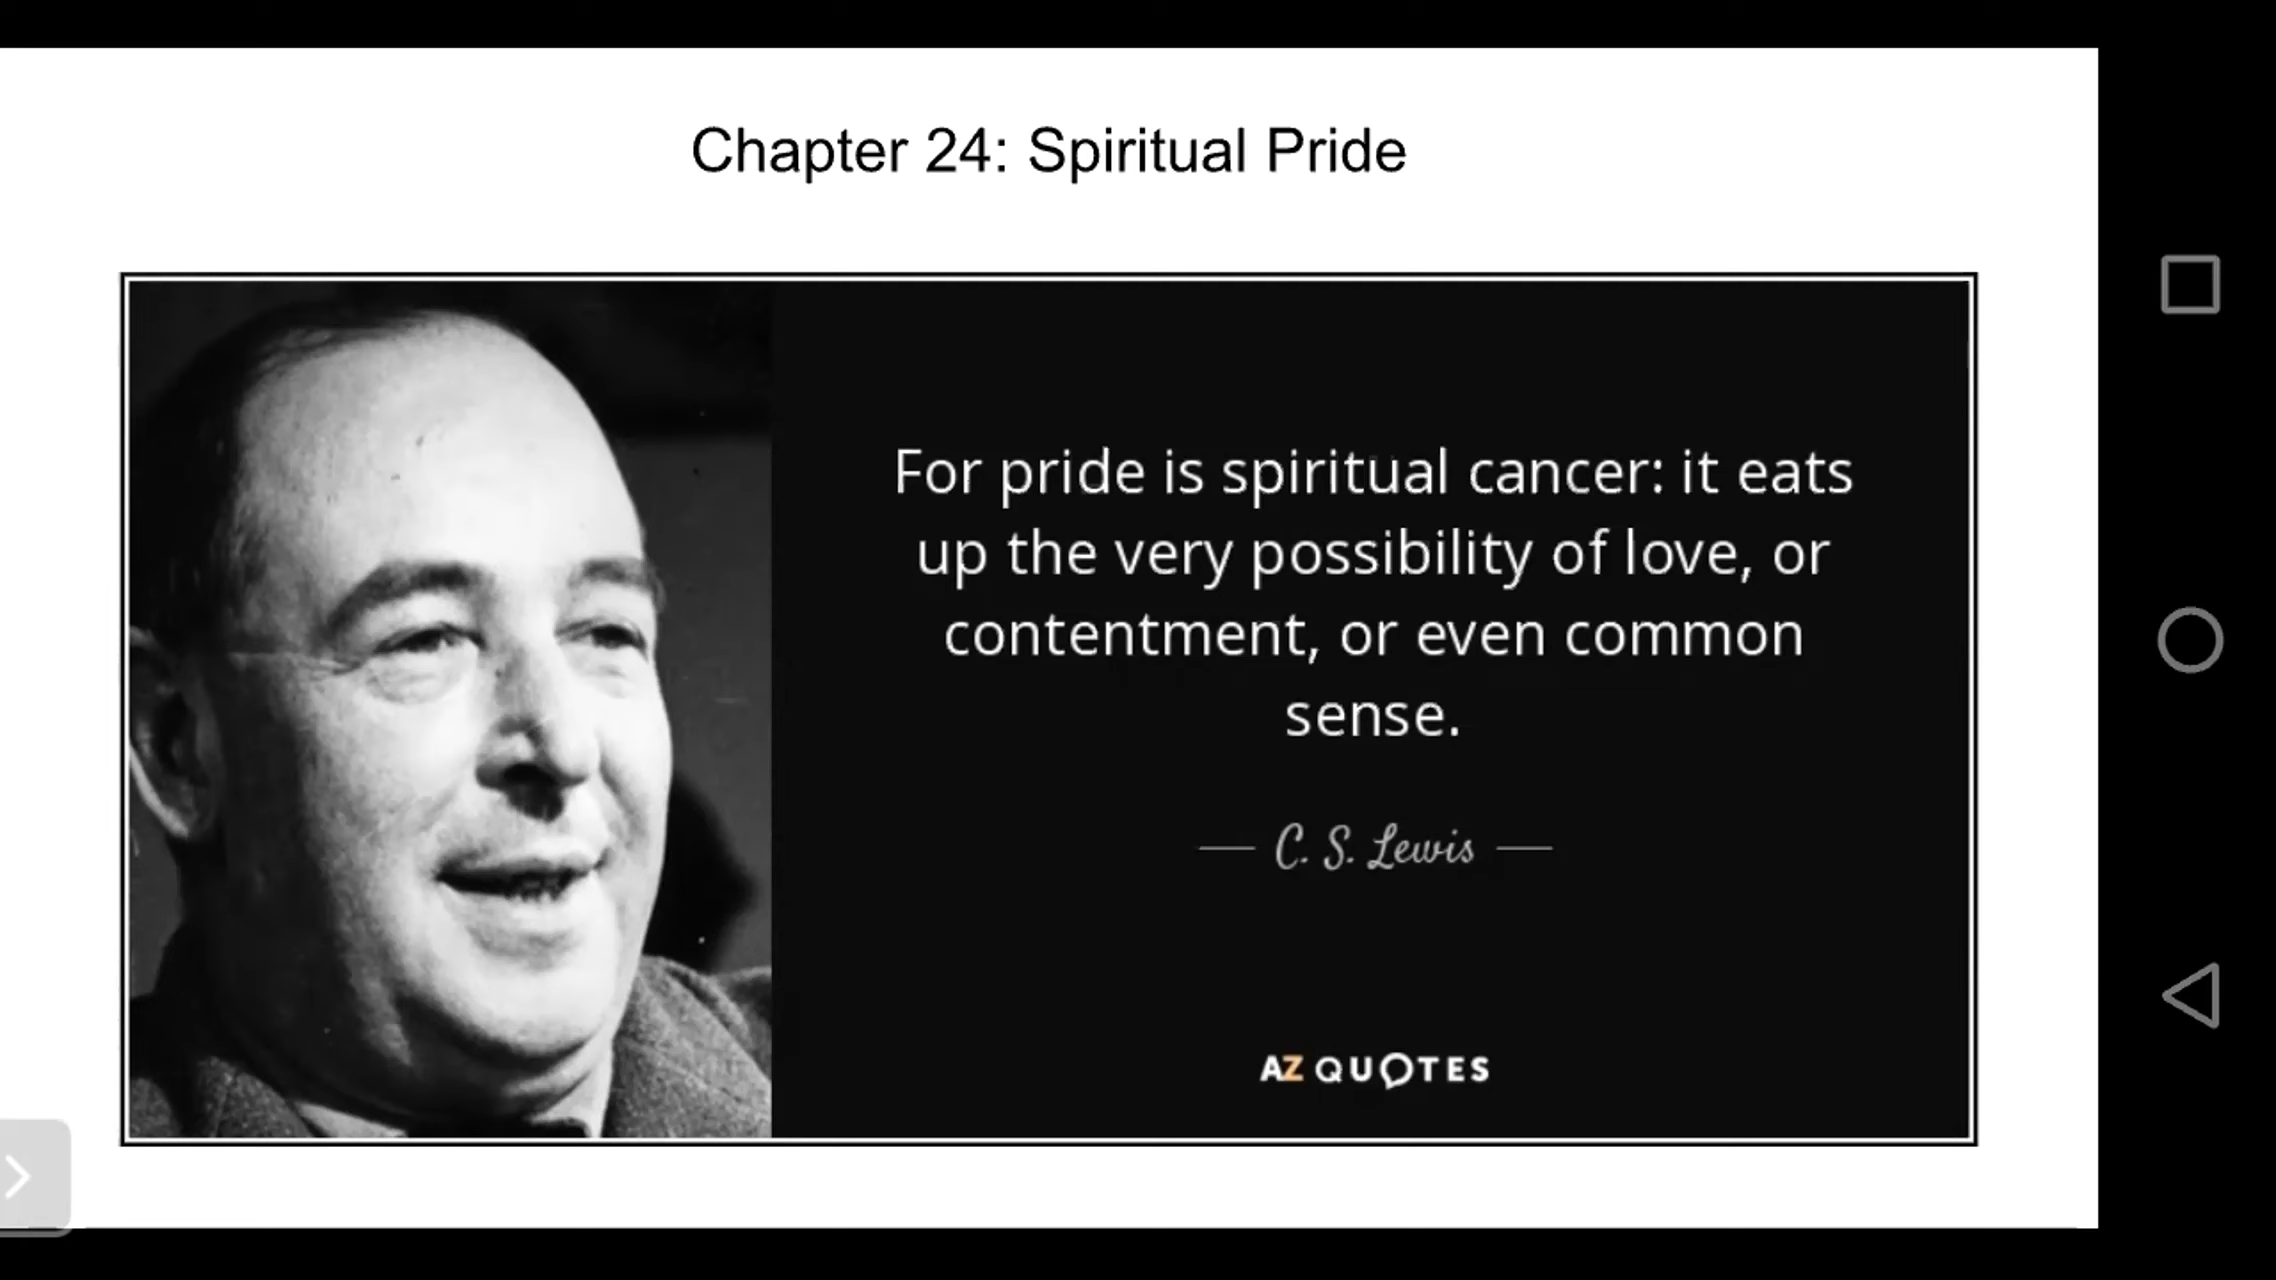 Chapter 24: Spiritual Pride
For pride is spiritual cancer: it eats
up the very possibility of love, or
contentment, or even common
sense.
C. S. Lewis
AZ QUOTES